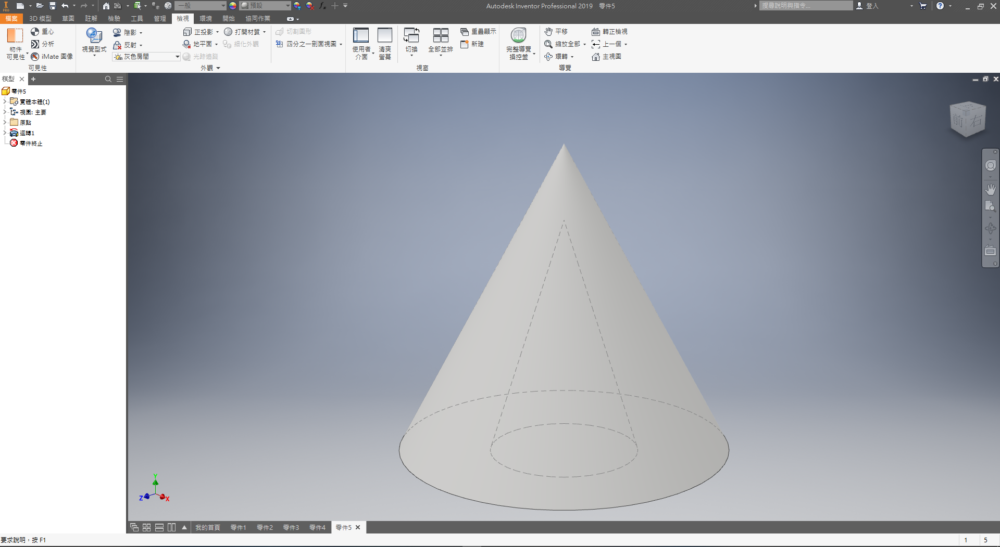 PRO
一般
預設
fx
Autodesk Inventor Professional 2019 零件5
搜尋說明與指令...
登入
檔案 3D 模型 草圖 註解 檢驗 工具 管理 檢視 環境 開始 協同作業
物件
可見性
重心
分析
iMate 圖像
可見性
視覺型式
陰影
反射
灰色房間
正投影
地平面
光跡追蹤
打開材質
細化外觀
外觀
切割圖形
四分之一剖面視圖
使用者
介面
清爽
螢幕
切換
全部並排
重疊顯示
新建
視窗
完整導覽
操控盤
平移
縮放全部
環轉
轉正檢視
上一個
主視圖
導覽
模型
零件5
實體本體(1)
視圖: 主要
原點
迴轉1
零件終止
前 右
Y
Z X
我的首頁 零件1 零件2 零件3 零件4 零件5
要求說明，按 F1
1 5